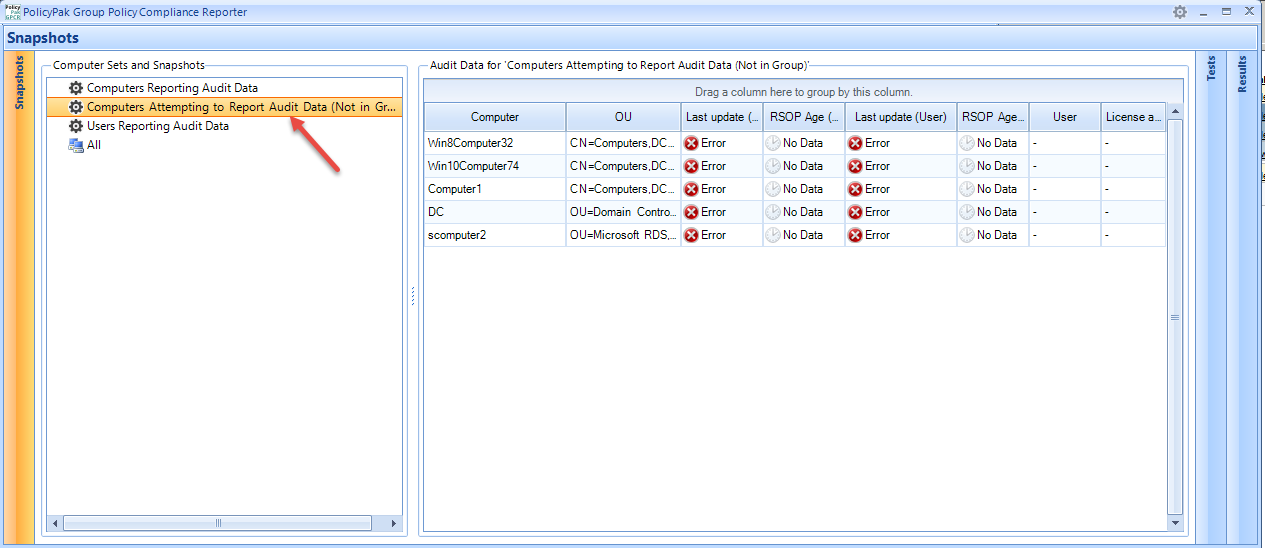 PolicyPak Group Policy Compliance Reporter
Snapshots
Snapshots
Computer Sets and Snapshots
Computers Reporting Audit Data
Computers Attempting to Report Audit Data (Not in Gr...
Users Reporting Audit Data
All
Audit Data for 'Computers Attempting to Report Audit Data (Not in Group)'
Drag a column here to group by this column.
Computer OU Last update (... RSOP Age (... Last update (User) RSOP Age... User License a...
Win8Computer32 CN=Computers,DC... Error No Data Error No Data - -
Win10Computer74 CN=Computers,DC... Error No Data Error No Data - -
Computer1 CN=Computers,DC... Error No Data Error No Data - -
DC OU=Domain Contro... Error No Data Error No Data - -
scomputer2 OU=Microsoft RDS,... Error No Data Error No Data - -
Tests
Results